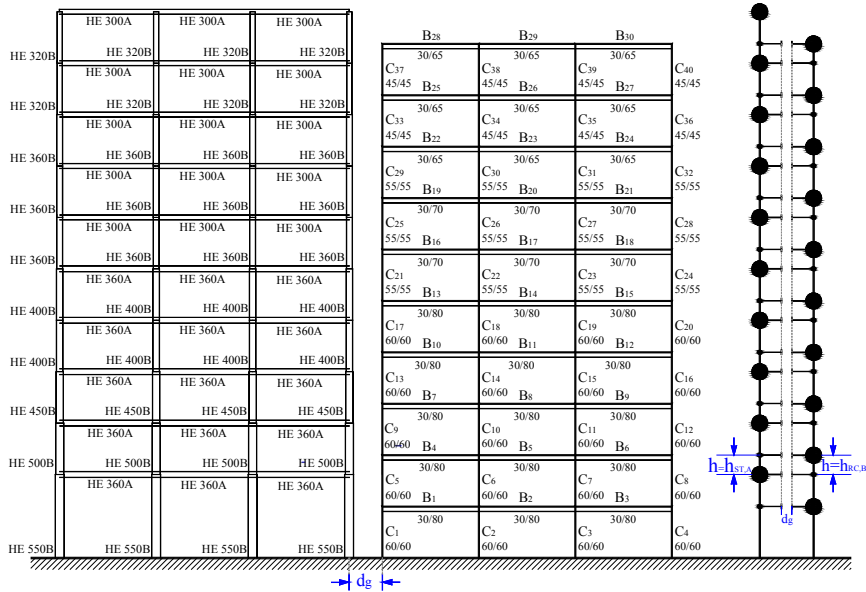 HE 300A HE 300A HE 300A
HE 320B HE 320B HE 320B HE 320B
HE 300A HE 300A HE 300A
HE 320B HE 320B HE 320B HE 320B
HE 300A HE 300A HE 300A
HE 360B HE 360B HE 360B HE 360B
HE 300A HE 300A HE 300A
HE 360B HE 360B HE 360B HE 360B
HE 300A HE 300A HE 300A
HE 360B HE 360B HE 360B HE 360B
HE 360A HE 360A HE 360A
HE 400B HE 400B HE 400B HE 400B
HE 360A HE 360A HE 360A
HE 400B HE 400B HE 400B HE 400B
HE 360A HE 360A HE 360A
HE 450B HE 450B HE 450B HE 450B
HE 360A HE 360A HE 360A
HE 500B HE 500B HE 500B HE 500B
HE 360A HE 360A HE 360A
HE 550B HE 550B HE 550B HE 550B
B28 B29 B30
30/65 30/65 30/65
C37 C38 C39 C40
45/45 B25 45/45 B26 45/45 B27 45/45
30/65 30/65 30/65
C33 C34 C35 C36
45/45 B22 45/45 B23 45/45 B24 45/45
30/65 30/65 30/65
C29 C30 C31 C32
55/55 B19 55/55 B20 55/55 B21 55/55
30/70 30/70 30/70
C25 C26 C27 C28
55/55 B16 55/55 B17 55/55 B18 55/55
30/70 30/70 30/70
C21 C22 C23 C24
55/55 B13 55/55 B14 55/55 B15 55/55
30/80 30/80 30/80
C17 C18 C19 C20
60/60 B10 60/60 B11 60/60 B12 60/60
30/80 30/80 30/80
C13 C14 C15 C16
60/60 B7 60/60 B8 60/60 B9 60/60
30/80 30/80 30/80
C9 C10 C11 C12
60/60 B4 60/60 B5 60/60 B6 60/60
30/80 30/80 30/80
C5 C6 C7 C8
60/60 B1 60/60 B2 60/60 B3 60/60
30/80 30/80 30/80
C1 C2 C3 C4
60/60 60/60 60/60 60/60
dg
h=hST,A h=hRC,B
dg